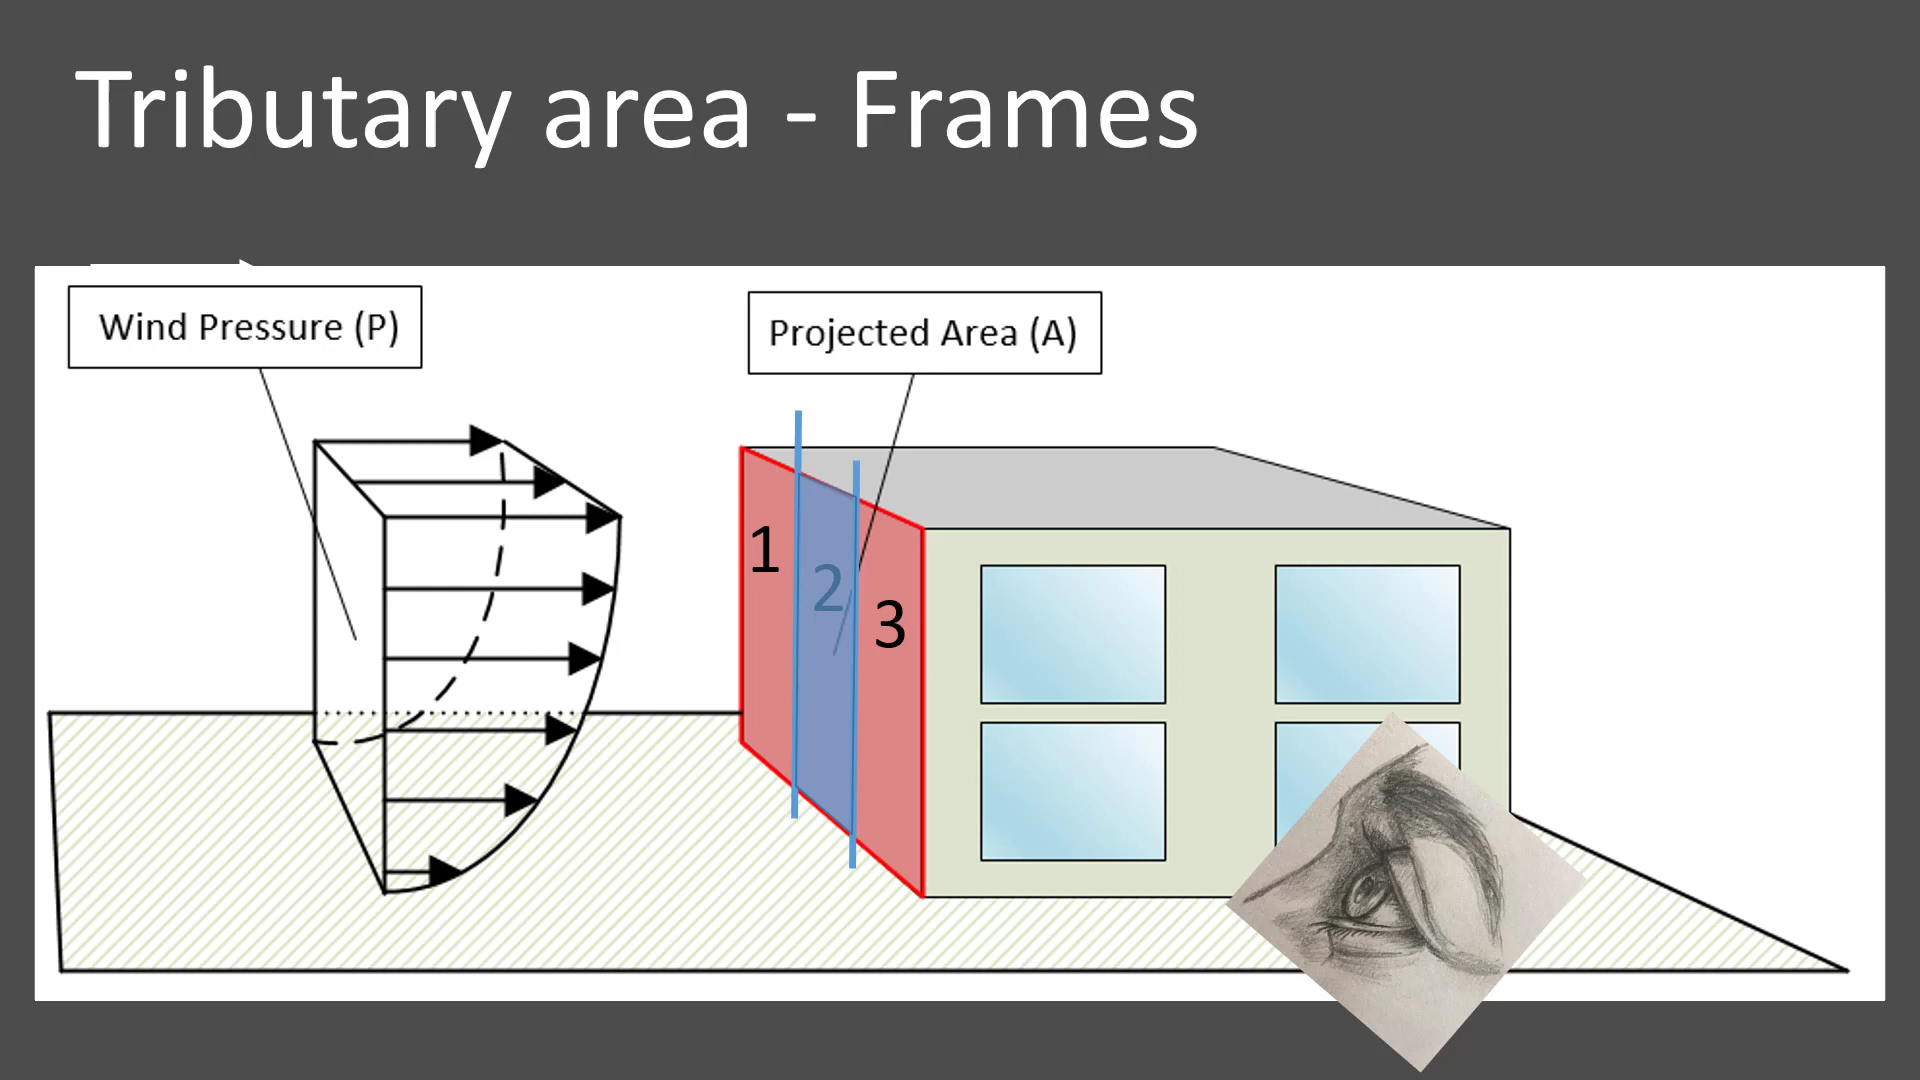 Tributary area - Frames
Wind Pressure (P)
Projected Area (A)
1
2
3